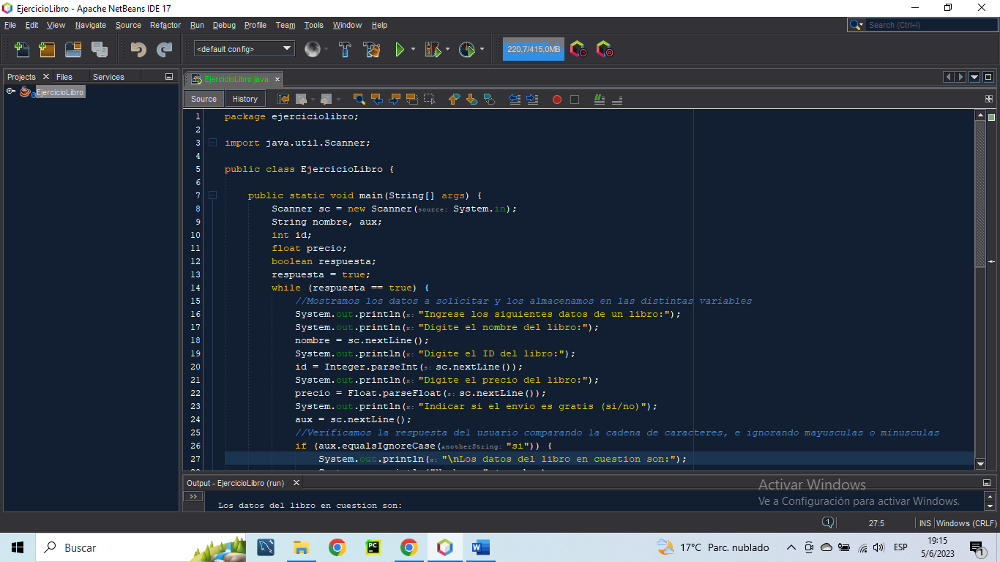 EjercicioLibro - Apache NetBeans IDE 17
File Edit View Navigate Source Refactor Run Debug Profile Team Tools Window Help
Search (Ctrl+I)
<default config>
220,7/415,0MB
Projects Files Services
EjercicioLibro
EjercicioLibro.java
Source History
1 package ejerciciolibro;
2
3 import java.util.Scanner;
4
5 public class EjercicioLibro {
6
7 public static void main(String[] args) {
8 Scanner sc = new Scanner(source: System.in);
9 String nombre, aux;
10 int id;
11 float precio;
12 boolean respuesta;
13 respuesta = true;
14 while (respuesta == true) {
15 //Mostramos los datos a solicitar y los almacenamos en las distintas variables
16 System.out.println(x: "Ingrese los siguientes datos de un libro:");
17 System.out.println(x: "Digite el nombre del libro:");
18 nombre = sc.nextLine();
19 System.out.println(x: "Digite el ID del libro:");
20 id = Integer.parseInt(s: sc.nextLine());
21 System.out.println(x: "Digite el precio del libro:");
22 precio = Float.parseFloat(s: sc.nextLine());
23 System.out.println(x: "Indicar si el envio es gratis (si/no)");
24 aux = sc.nextLine();
25 //Verificamos la respuesta del usuario comparando la cadena de caracteres, e ignorando mayusculas o minusculas
26 if (aux.equalsIgnoreCase(anotherString: "si")) {
27 System.out.println(x: "\nLos datos del libro en cuestion son:");
Output - EjercicioLibro (run)
>>
Los datos del libro en cuestion son:
Activar Windows
Ve a Configuración para activar Windows.
1
27:5
INS
Windows (CRLF)
Buscar
PC
17°C Parc. nublado
ESP
19:15
5/6/2023
1